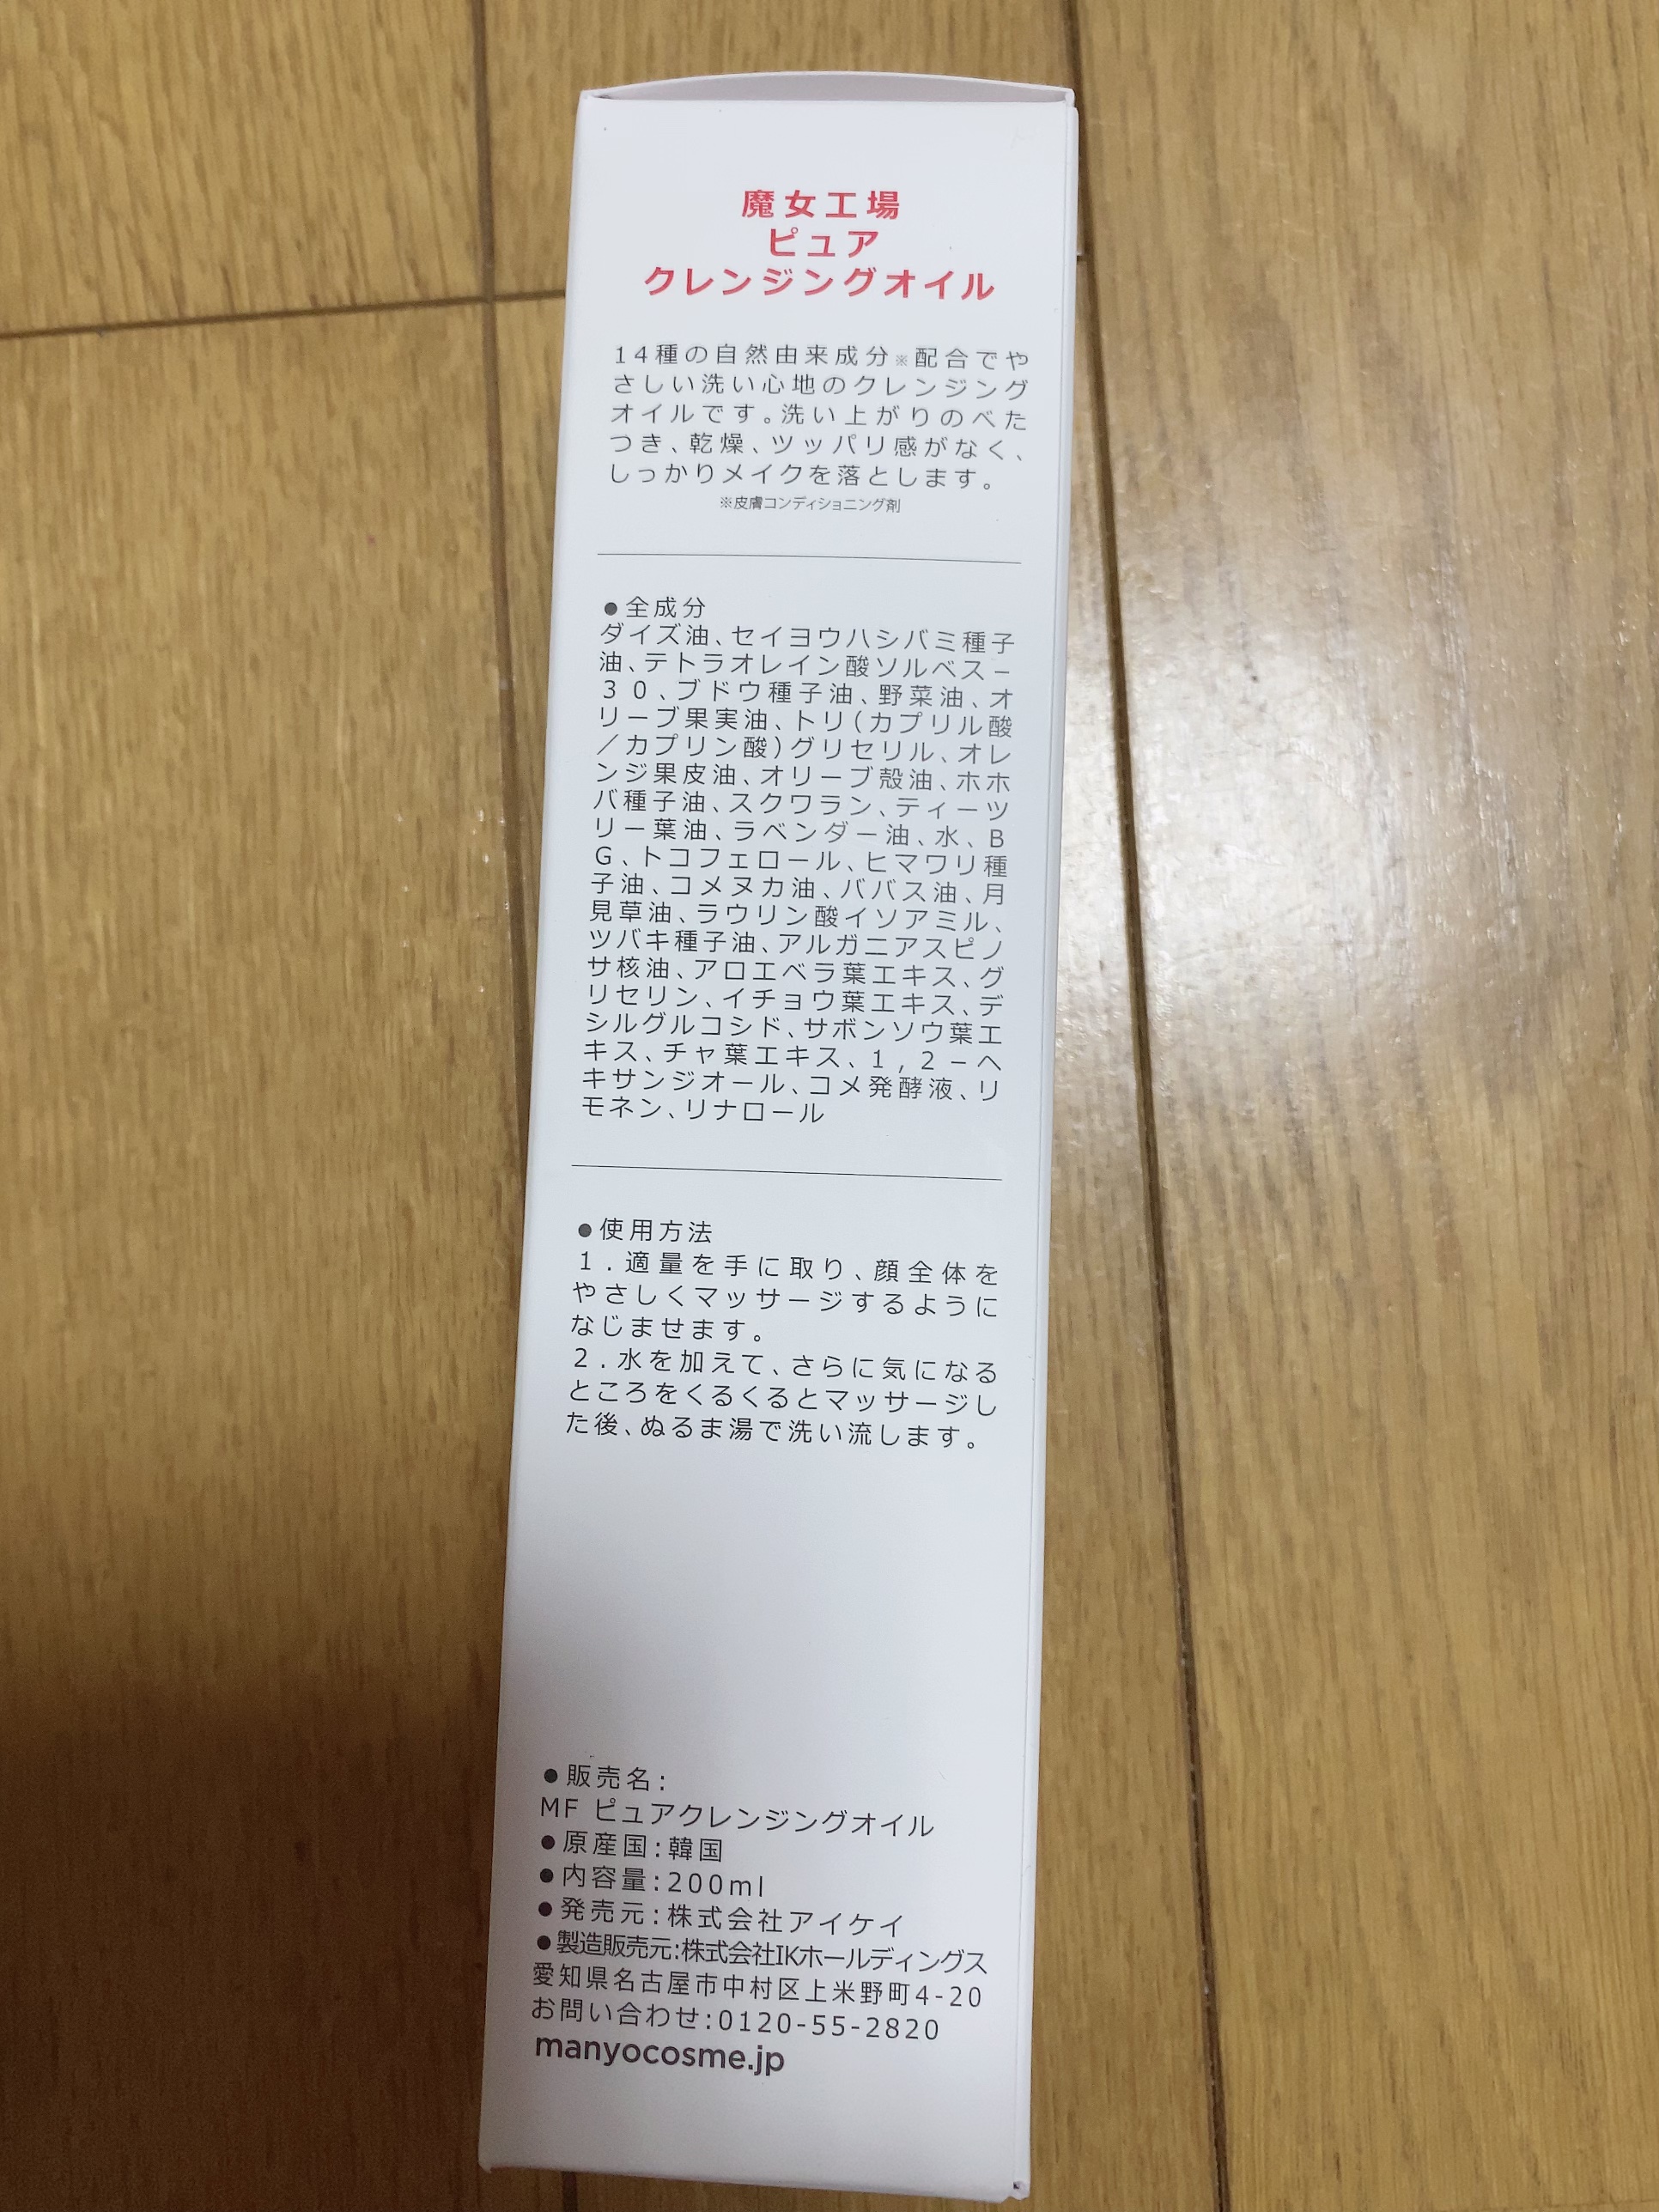 魔女工場
ピュア
クレンジングオイル
14種の自然由来成分※配合でや
さしい洗い心地のクレンジング
オイルです。洗い上がりのべた
つき、乾燥、ツッパリ感がなく、
しっかりメイクを落とします。
※皮膚コンディショニング剤
●全成分
ダイズ油、セイヨウハシバミ種子
油、テトラオレイン酸ソルベス－
30、ブドウ種子油、野菜油、オ
リーブ果実油、トリ(カプリル酸
／カプリン酸)グリセリル、オレ
ンジ果皮油、オリーブ殻油、ホホ
バ種子油、スクワラン、ティーツ
リー葉油、ラベンダー油、水、B
G、トコフェロール、ヒマワリ種
子油、コメヌカ油、ババス油、月
見草油、ラウリン酸イソアミル、
ツバキ種子油、アルガニアスピノ
サ核油、アロエベラ葉エキス、グ
リセリン、イチョウ葉エキス、デ
シルグルコシド、サボンソウ葉エ
キス、チャ葉エキス、1,2－ヘ
キサンジオール、コメ発酵液、リ
モネン、リナロール
●使用方法
1.適量を手に取り、顔全体を
やさしくマッサージするように
なじませます。
2.水を加えて、さらに気になる
ところをくるくるとマッサージし
た後、ぬるま湯で洗い流します。
●販売名:
MF ピュアクレンジングオイル
●原産国:韓国
●内容量:200ml
●発売元:株式会社アイケイ
●製造販売元:株式会社IKホールディングス
愛知県名古屋市中村区上米野町4-20
お問い合わせ:0120-55-2820
manyocosme.jp